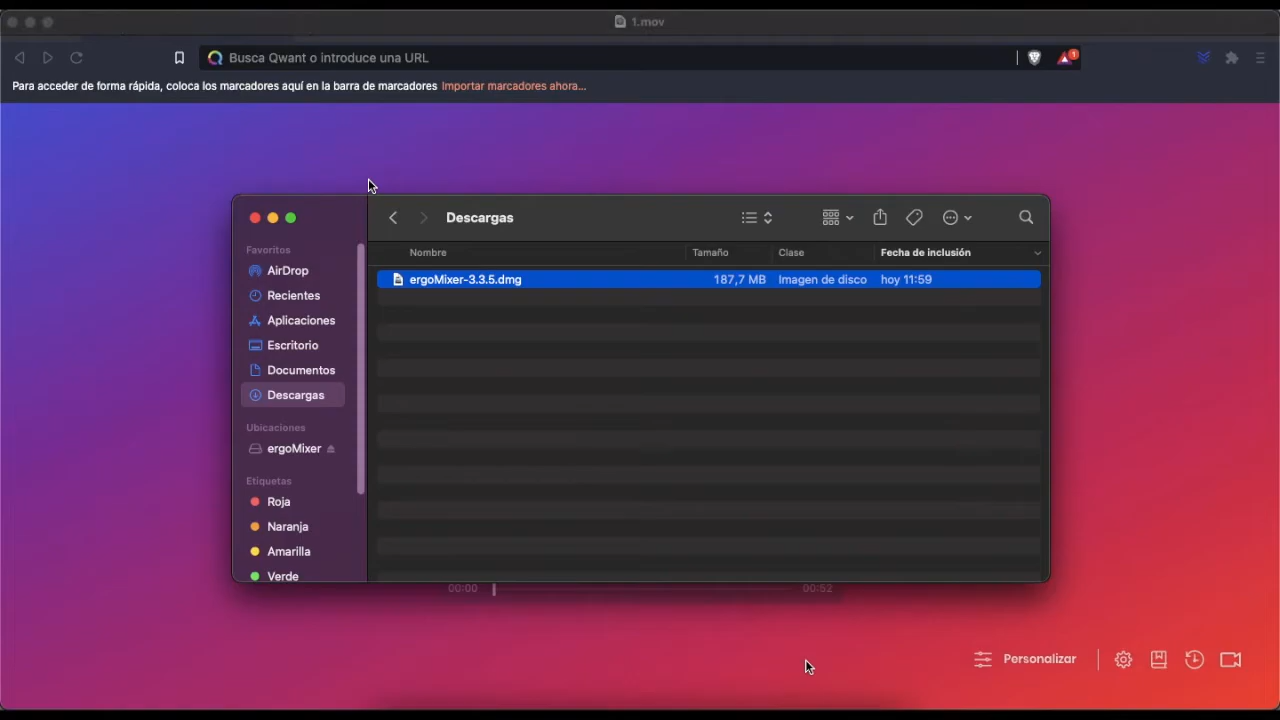 1.mov
Busca Qwant o introduce una URL
1
Para acceder de forma rápida, coloca los marcadores aquí en la barra de marcadores Importar marcadores ahora...
Descargas
Favoritos
AirDrop
Recientes
Aplicaciones
Escritorio
Documentos
Descargas
Ubicaciones
ergoMixer
Etiquetas
Roja
Naranja
Amarilla
Verde
Nombre Tamaño Clase Fecha de inclusión
ergoMixer-3.3.5.dmg 187,7 MB Imagen de disco hoy 11:59
00:00 00:52
Personalizar